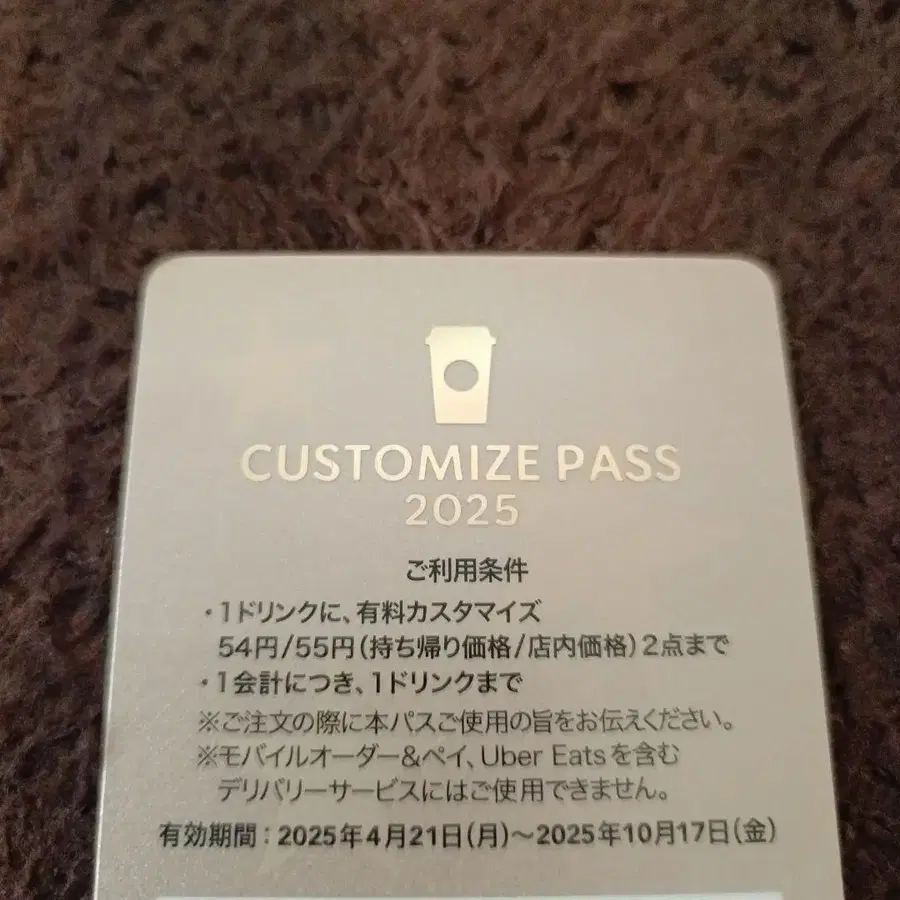 CUSTOMIZE PASS
2025
ご利用条件
・1ドリンクに、有料カスタマイズ
54円/55円(持ち帰り価格/店内価格)2点まで
・1会計につき、1ドリンクまで
※ご注文の際に本パスご使用の旨をお伝えください。
※モバイルオーダー&ペイ、Uber Eatsを含む
デリバリーサービスにはご使用できません。
有効期間:2025年4月21日(月)～2025年10月17日(金)